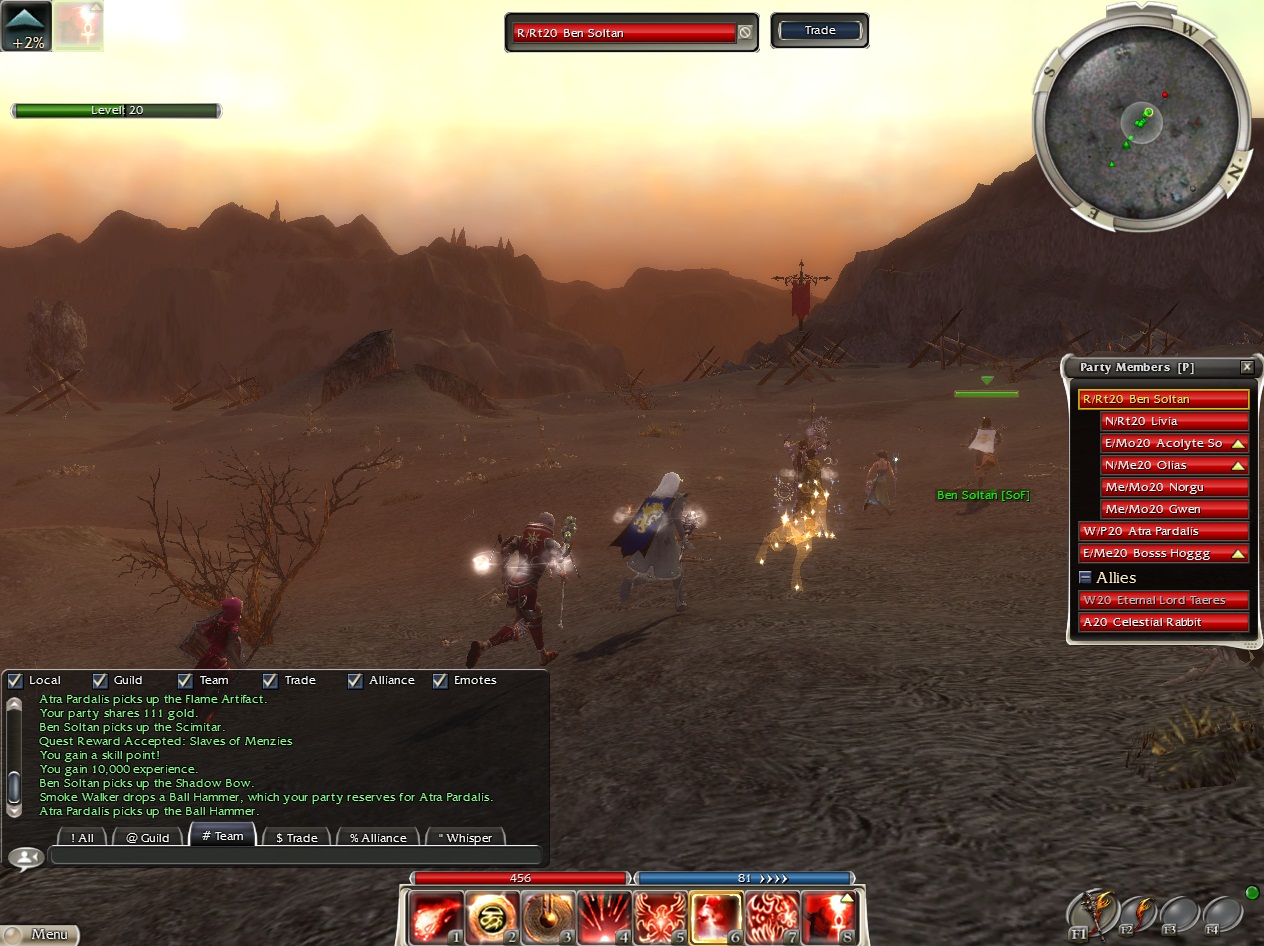 +2%
R/Rt20 Ben Soltan
Trade
Level: 20
S
W
N
E
Party Members [P]
R/Rt20 Ben Soltan
N/Rt20 Livia
E/Mo20 Acolyte So
N/Me20 Olias
Me/Mo20 Norgu
Me/Mo20 Gwen
W/P20 Atra Pardalis
E/Me20 Bosss Hoggg
Allies
W20 Eternal Lord Taeres
A20 Celestial Rabbit
Ben Soltan [SoF]
Local Guild Team Trade Alliance Emotes
Atra Pardalis picks up the Flame Artifact.
Your party shares 111 gold.
Ben Soltan picks up the Scimitar.
Quest Reward Accepted: Slaves of Menzies
You gain a skill point!
You gain 10,000 experience.
Ben Soltan picks up the Shadow Bow.
Smoke Walker drops a Ball Hammer, which your party reserves for Atra Pardalis.
Atra Pardalis picks up the Ball Hammer.
! All @ Guild # Team $ Trade % Alliance " Whisper
456 81
1 2 3 4 5 6 7 8
F1 F2 F3 F4
Menu